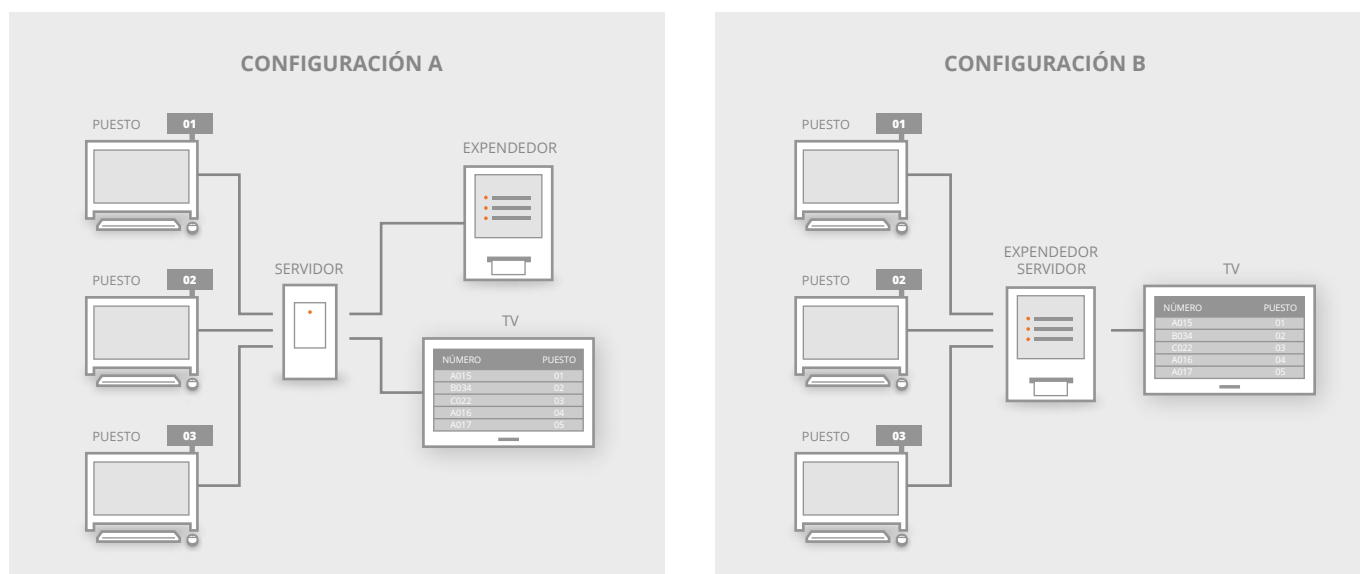 CONFIGURACIÓN A
PUESTO 01
EXPENDEDOR
PUESTO 02
SERVIDOR
TV
NÚMERO PUESTO
A015 01
B034 02
C022 03
A016 04
A017 05
PUESTO 03
CONFIGURACIÓN B
PUESTO 01
EXPENDEDOR
SERVIDOR
PUESTO 02
TV
NÚMERO PUESTO
A015 01
B034 02
C022 03
A016 04
A017 05
PUESTO 03